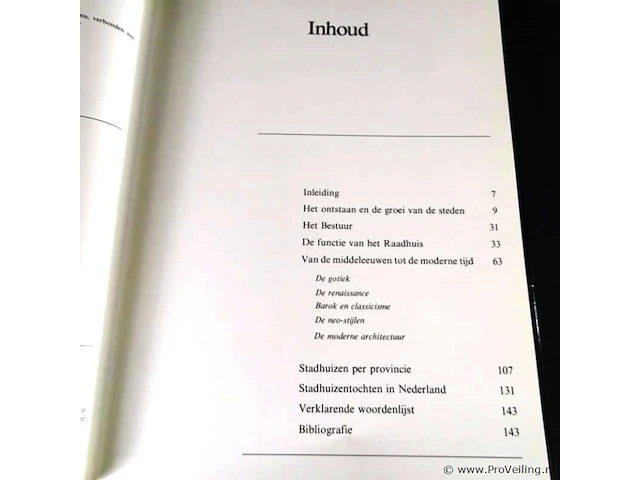 na, verbonden aan
Inhoud
Inleiding 7
Het ontstaan en de groei van de steden 9
Het Bestuur 31
De functie van het Raadhuis 33
Van de middeleeuwen tot de moderne tijd 63
De gotiek
De renaissance
Barok en classicisme
De neo-stijlen
De moderne architectuur
Stadhuizen per provincie 107
Stadhuizentochten in Nederland 131
Verklarende woordenlijst 143
Bibliografie 143
© www.ProVeiling.nl